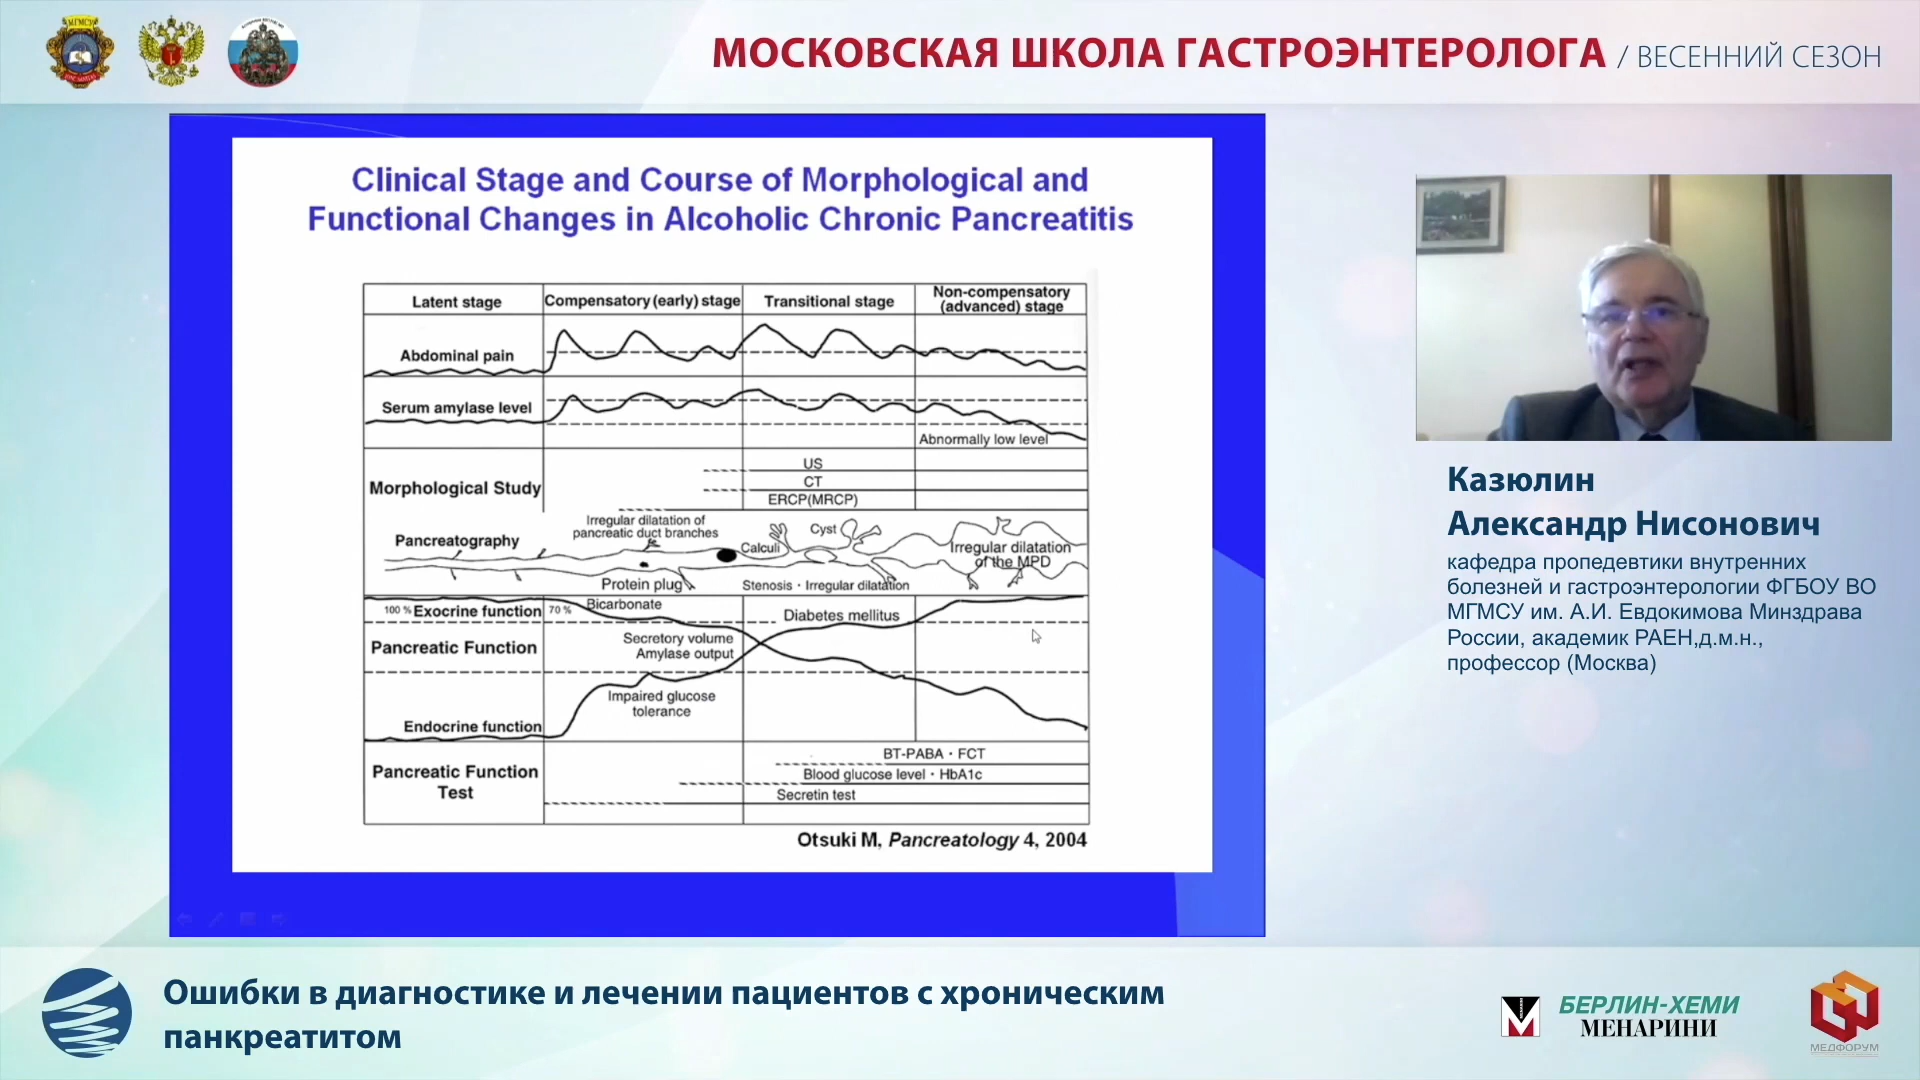 МОСКОВСКАЯ ШКОЛА ГАСТРОЭНТЕРОЛОГА / ВЕСЕННИЙ СЕЗОН
Clinical Stage and Course of Morphological and
Functional Changes in Alcoholic Chronic Pancreatitis
Latent stage
Compensatory (early) stage
Transitional stage
Non-compensatory
(advanced) stage
Abdominal pain
Serum amylase level
Abnormally low level
Morphological Study
US
CT
ERCP(MRCP)
Pancreatography
Irregular dilatation of
pancreatic duct branches
Protein plug
Calculi
Cyst
Stenosis · Irregular dilatation
Irregular dilatation
of the MPD
100 % Exocrine function
70 %
Bicarbonate
Diabetes mellitus
Pancreatic Function
Secretory volume
Amylase output
Impaired glucose
tolerance
Endocrine function
Pancreatic Function
Test
BT-PABA · FCT
Blood glucose level · HbA1c
Secretin test
Otsuki M, Pancreatology 4, 2004
Казюлин
Александр Нисонович
кафедра пропедевтики внутренних
болезней и гастроэнтерологии ФГБОУ ВО
МГМСУ им. А.И. Евдокимова Минздрава
России, академик РАЕН,д.м.н.,
профессор (Москва)
Ошибки в диагностике и лечении пациентов с хроническим
панкреатитом
БЕРЛИН-ХЕМИ
МЕНАРИНИ
МЕДФОРУМ